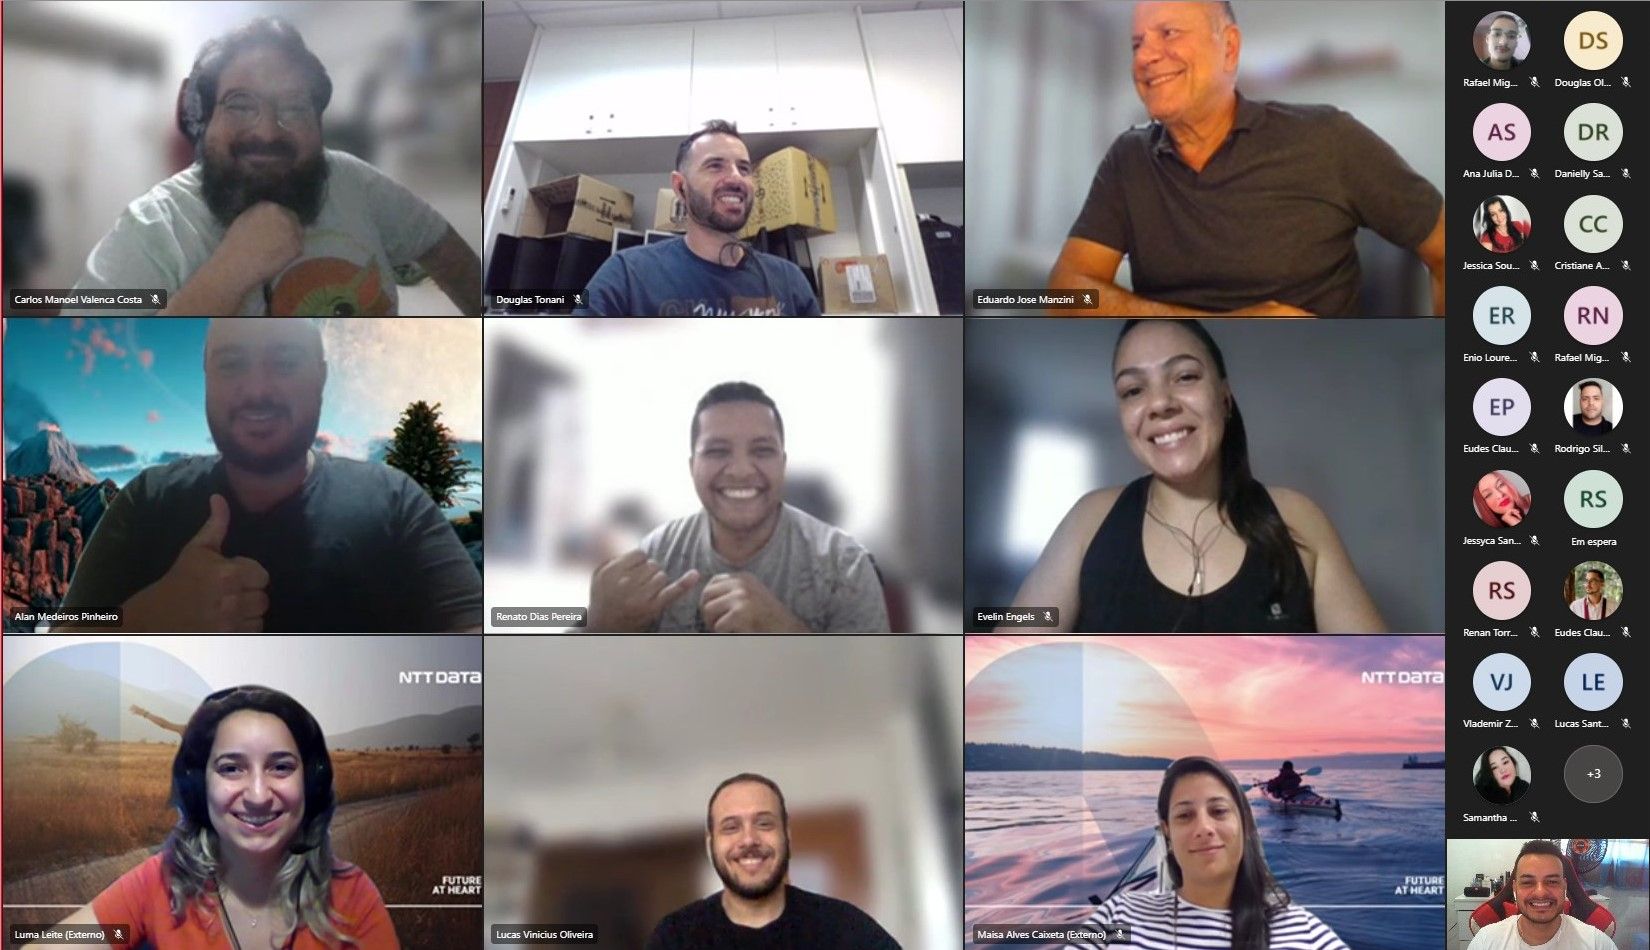 Carlos Manoel Valenca Costa
Douglas Tonani
Eduardo Jose Manzini
Alan Medeiros Pinheiro
Renato Dias Pereira
Evelin Engels
NTT DATA
FUTURE
AT HEART
Luma Leite (Externo)
Lucas Vinicius Oliveira
NTT DATA
FUTURE
AT HEART
Maisa Alves Caixeta (Externo)
Rafael Mig...
DS
Douglas Ol...
AS
Ana Julia D...
DR
Danielly Sa...
Jessica Sou...
CC
Cristiane A...
ER
Enio Loure...
RN
Rafael Mig...
EP
Eudes Clau...
Rodrigo Sil...
Jessyca San...
RS
Em espera
RS
Renan Torr...
Eudes Clau...
VJ
Vlademir Z...
LE
Lucas Sant...
Samantha ...
+3